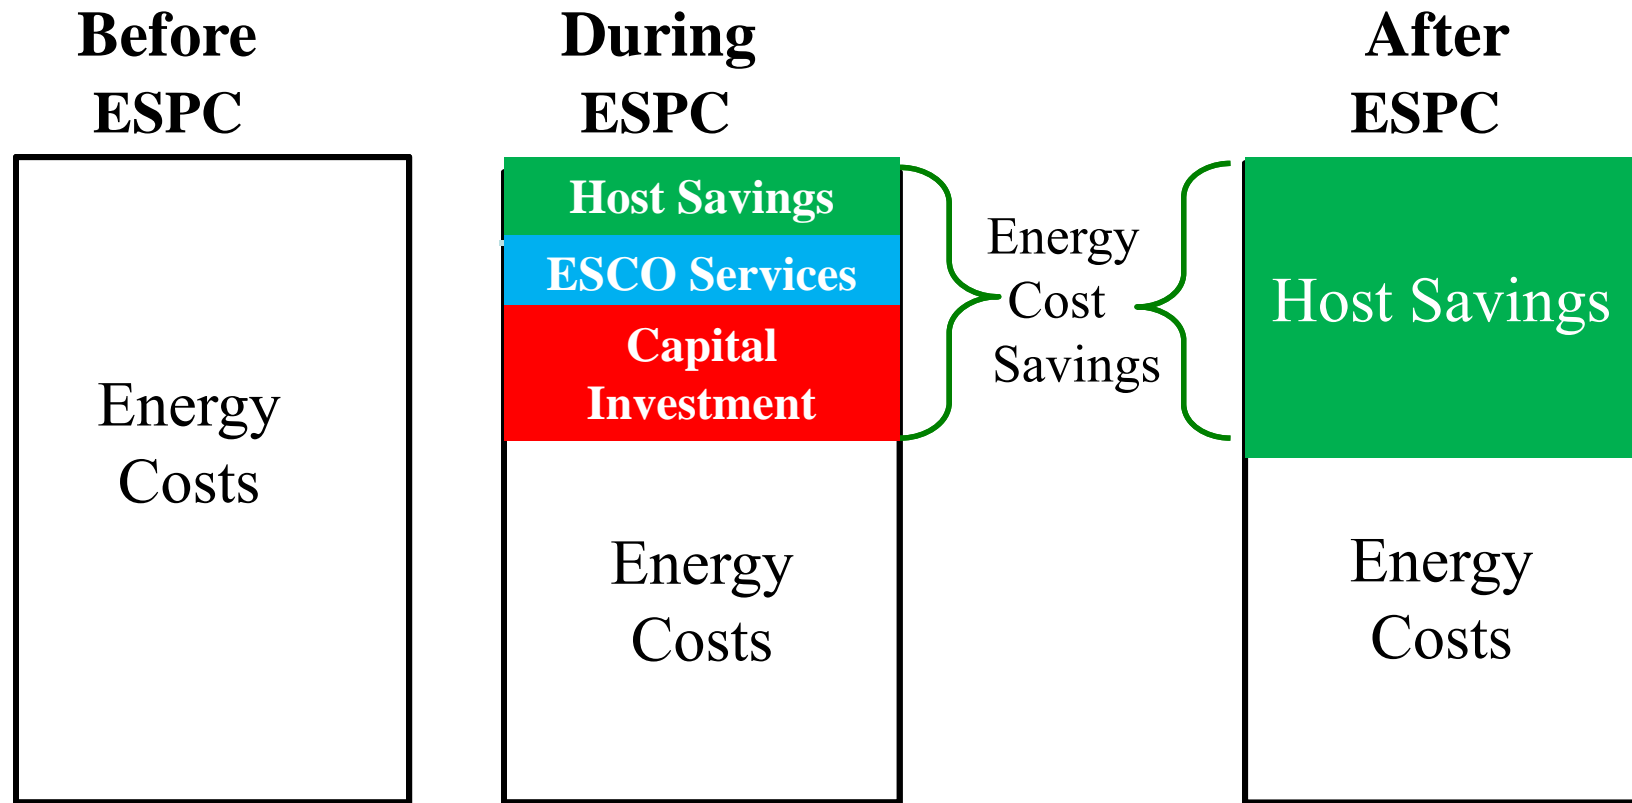 Before
ESPC
During
ESPC
After
ESPC
Energy
Costs
Host Savings
ESCO Services
Capital
Investment
Energy
Costs
Energy
Cost
Savings
Host Savings
Energy
Costs